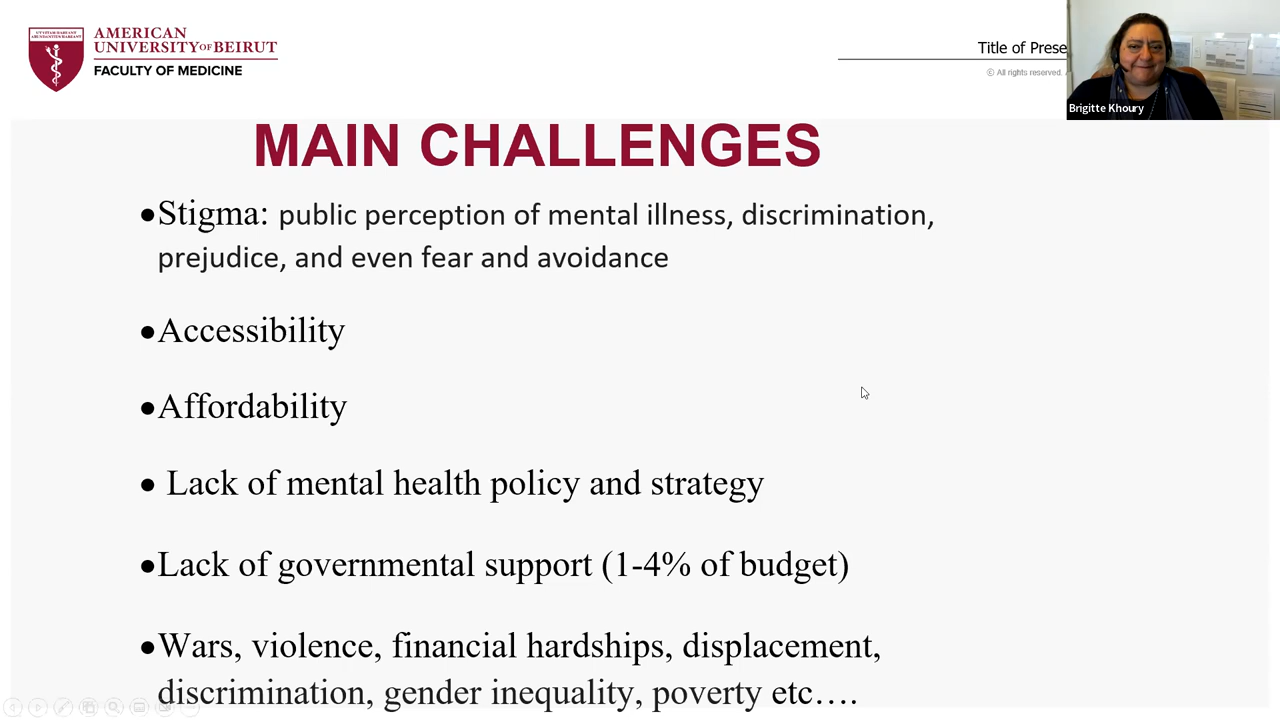 AMERICAN
UNIVERSITY OF BEIRUT
FACULTY OF MEDICINE
Title of Prese
© All rights reserved.
Brigitte Khoury
MAIN CHALLENGES
•Stigma: public perception of mental illness, discrimination,
prejudice, and even fear and avoidance
•Accessibility
•Affordability
• Lack of mental health policy and strategy
•Lack of governmental support (1-4% of budget)
•Wars, violence, financial hardships, displacement,
discrimination, gender inequality, poverty etc….